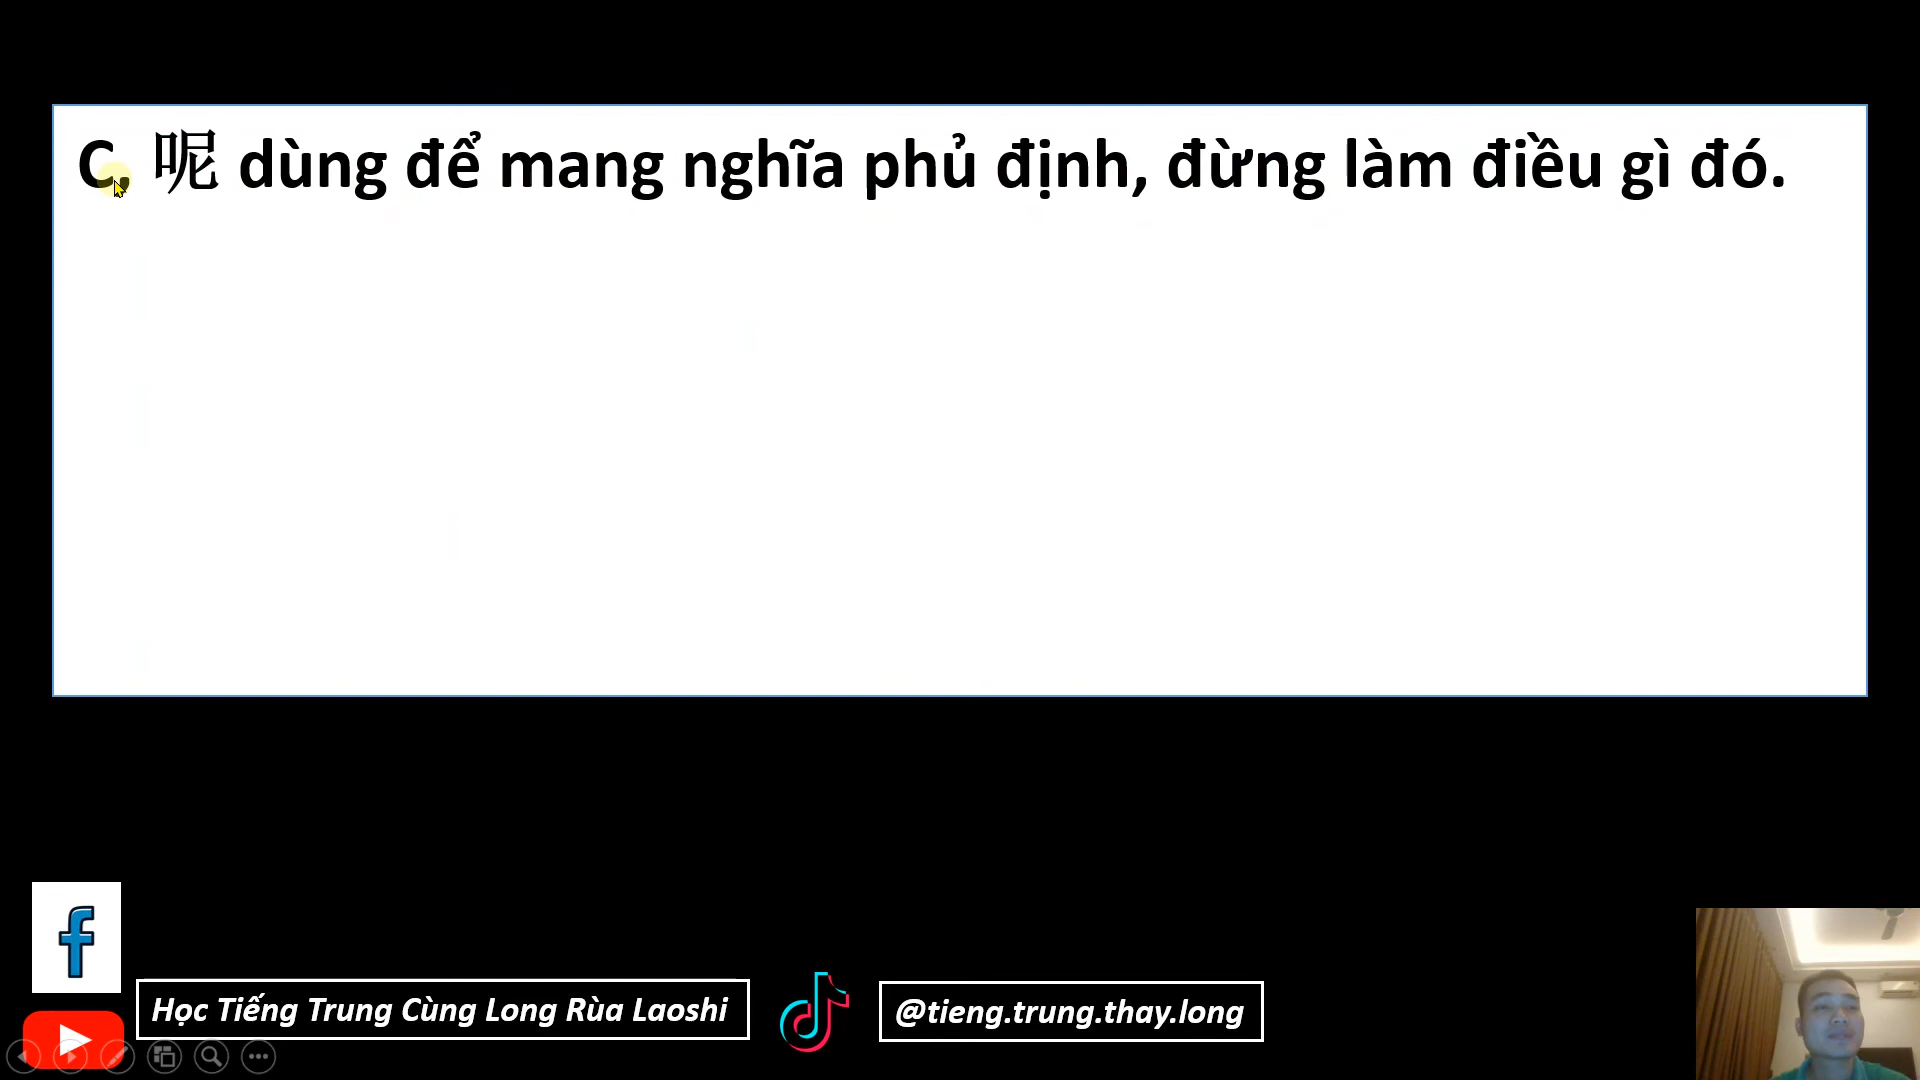 C, 呢 dùng để mang nghĩa phủ định, đừng làm điều gì đó.
Học Tiếng Trung Cùng Long Rùa Laoshi
@tieng.trung.thay.long